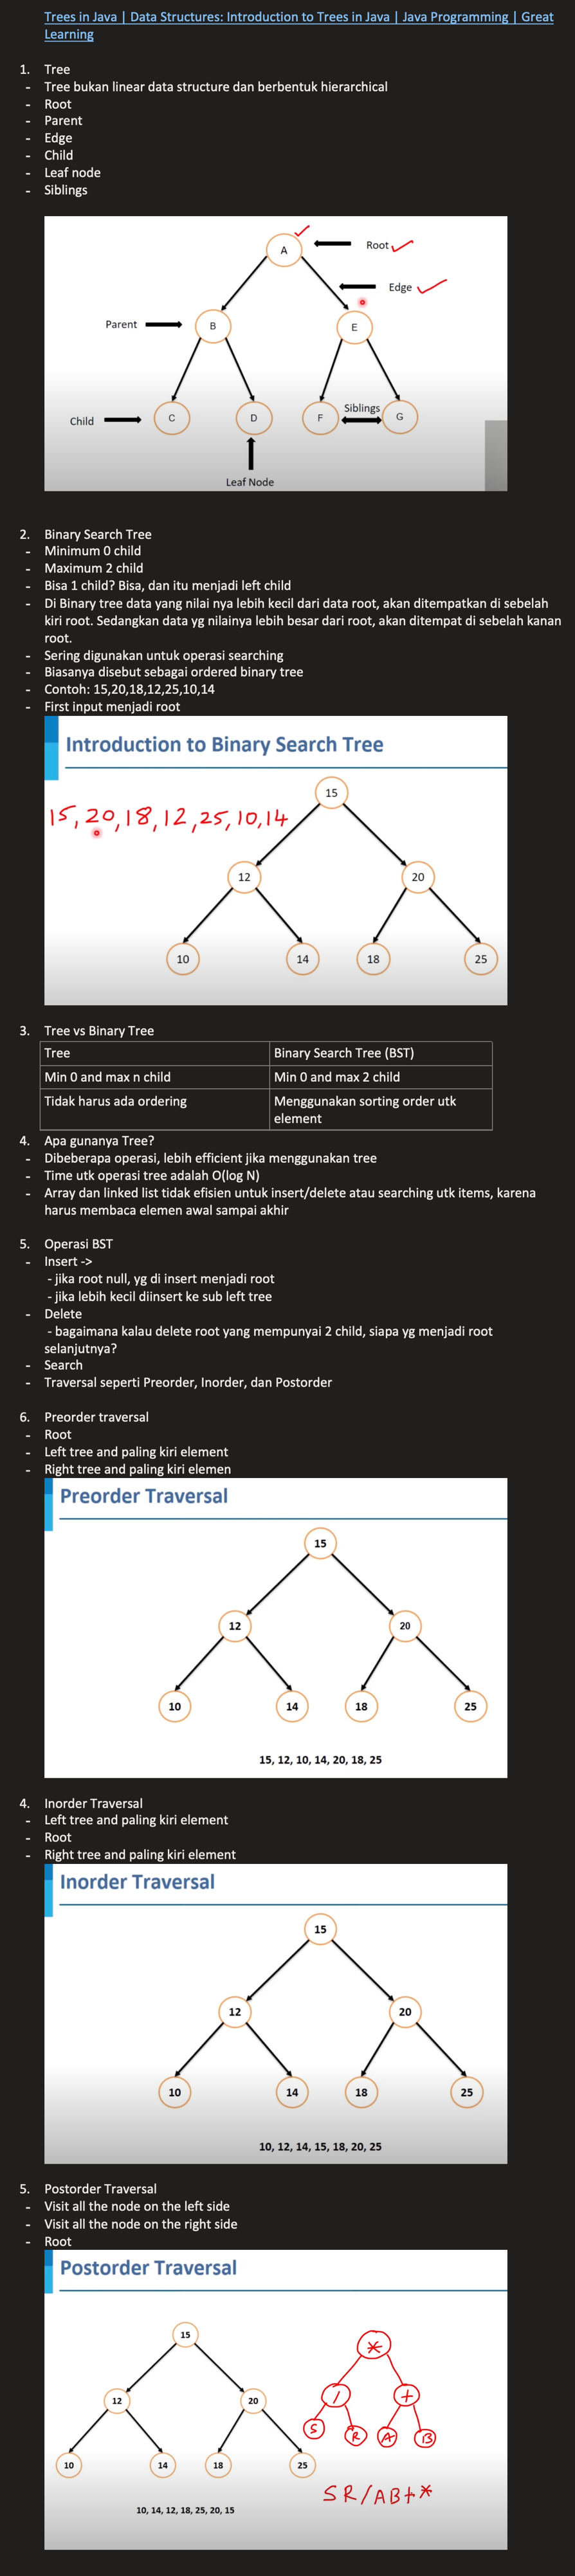 Trees in Java | Data Structures: Introduction to Trees in Java | Java Programming | Great
Learning
1. Tree
- Tree bukan linear data structure dan berbentuk hierarchical
- Root
- Parent
- Edge
- Child
- Leaf node
- Siblings
A
Root
Edge
Parent
B
E
Child
C
D
F
Siblings
G
Leaf Node
2. Binary Search Tree
- Minimum 0 child
- Maximum 2 child
- Bisa 1 child? Bisa, dan itu menjadi left child
- Di Binary tree data yang nilai nya lebih kecil dari data root, akan ditempatkan di sebelah
kiri root. Sedangkan data yg nilainya lebih besar dari root, akan ditempat di sebelah kanan
root.
- Sering digunakan untuk operasi searching
- Biasanya disebut sebagai ordered binary tree
- Contoh: 15,20,18,12,25,10,14
- First input menjadi root
Introduction to Binary Search Tree
15
15, 20, 18, 12, 25, 10, 14
12
20
10
14
18
25
3. Tree vs Binary Tree
Tree
Binary Search Tree (BST)
Min 0 and max n child
Min 0 and max 2 child
Tidak harus ada ordering
Menggunakan sorting order utk
element
4. Apa gunanya Tree?
- Dibeberapa operasi, lebih efficient jika menggunakan tree
- Time utk operasi tree adalah O(log N)
- Array dan linked list tidak efisien untuk insert/delete atau searching utk items, karena
harus membaca elemen awal sampai akhir
5. Operasi BST
- Insert ->
- jika root null, yg di insert menjadi root
- jika lebih kecil diinsert ke sub left tree
- Delete
- bagaimana kalau delete root yang mempunyai 2 child, siapa yg menjadi root
selanjutnya?
- Search
- Traversal seperti Preorder, Inorder, dan Postorder
6. Preorder traversal
- Root
- Left tree and paling kiri element
- Right tree and paling kiri elemen
Preorder Traversal
15
12
20
10
14
18
25
15, 12, 10, 14, 20, 18, 25
4. Inorder Traversal
- Left tree and paling kiri element
- Root
- Right tree and paling kiri element
Inorder Traversal
15
12
20
10
14
18
25
10, 12, 14, 15, 18, 20, 25
5. Postorder Traversal
- Visit all the node on the left side
- Visit all the node on the right side
- Root
Postorder Traversal
15
*
12
20
/
+
S
R
A
B
10
14
18
25
SR/AB+*
10, 14, 12, 18, 25, 20, 15